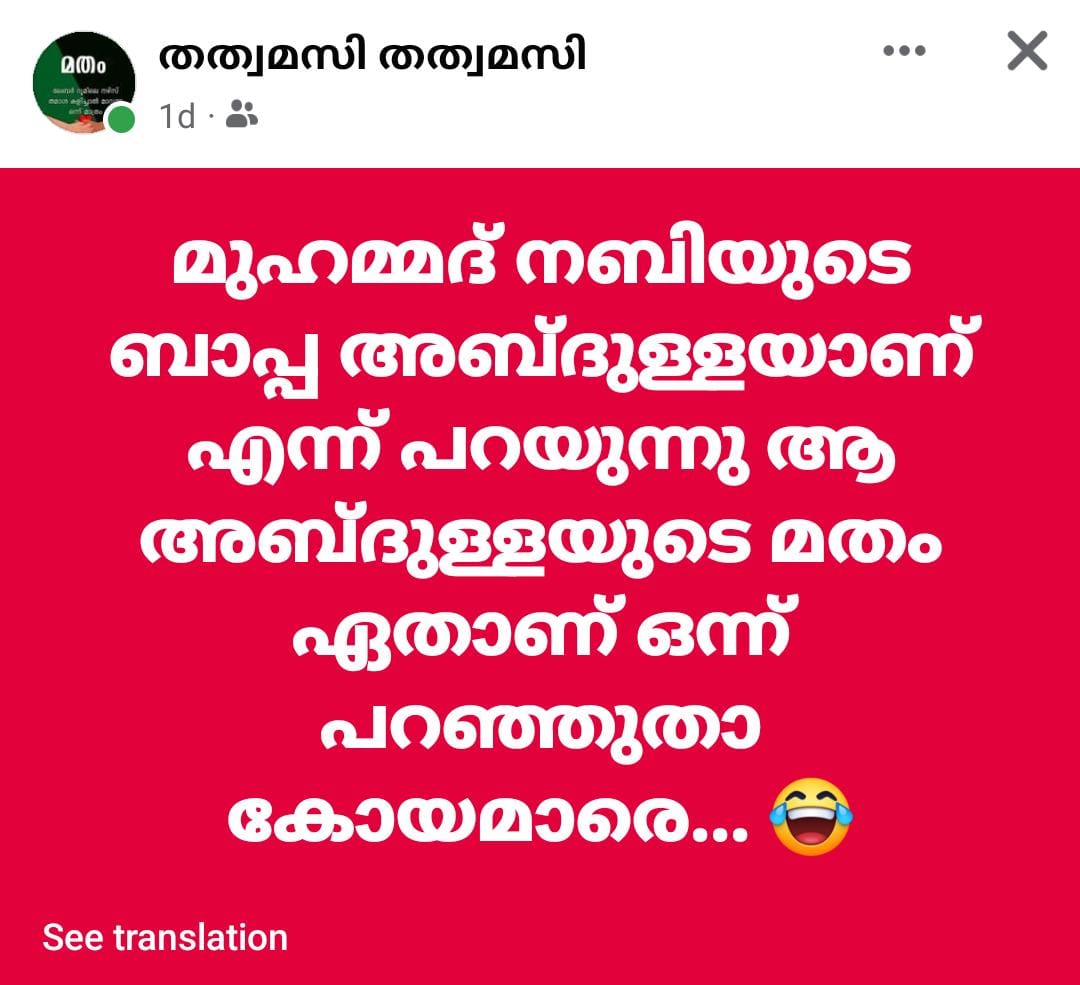 മതം
തത്വമസി തത്വമസി
1d
മുഹമ്മദ് നബിയുടെ
ബാപ്പ അബ്ദുള്ളയാണ്
എന്ന് പറയുന്നു ആ
അബ്ദുള്ളയുടെ മതം
ഏതാണ് ഒന്ന്
പറഞ്ഞുതാ
കോയമാരെ... 😂
See translation